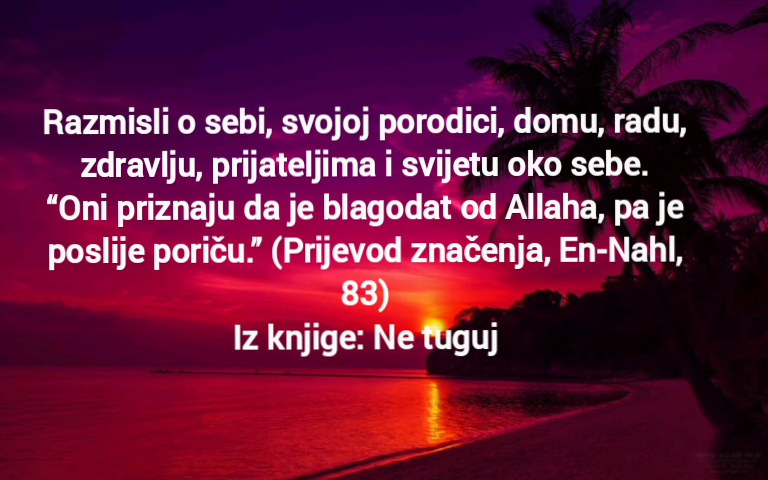 Razmisli o sebi, svojoj porodici, domu, radu,
zdravlju, prijateljima i svijetu oko sebe.
“Oni priznaju da je blagodat od Allaha, pa je
poslije poriču.” (Prijevod značenja, En-Nahl,
83)
Iz knjige: Ne tuguj